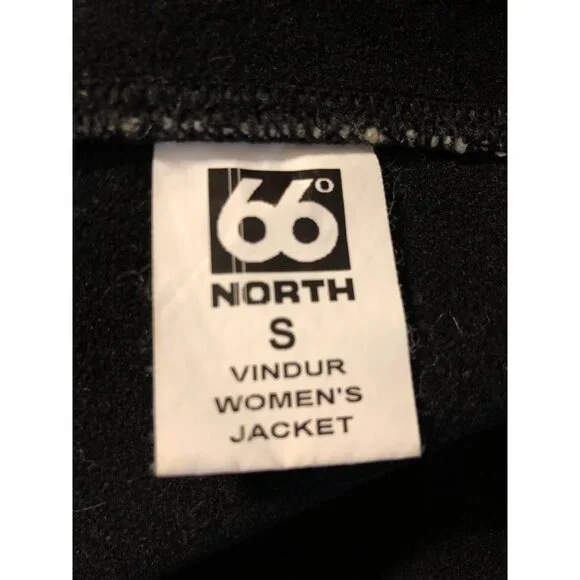 66°
NORTH
S
VINDUR
WOMEN'S
JACKET